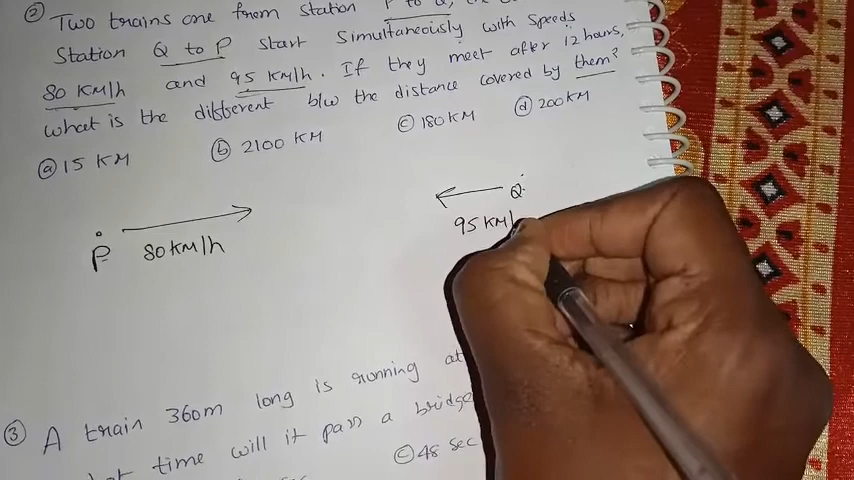 ② Two trains one from station P to Q,
Station Q to P start Simultaneously with Speeds
80 KM/h and 95 KM/h. If they meet after 12 hours,
what is the different b/w the distance covered by them?
ⓐ 15 KM ⓑ 2100 KM ⓒ 180 KM ⓓ 200 KM
P 80 KM/h Q 95 KM/
③ A train 360m long is running at
time will it pass a bridge
ⓒ 48 sec